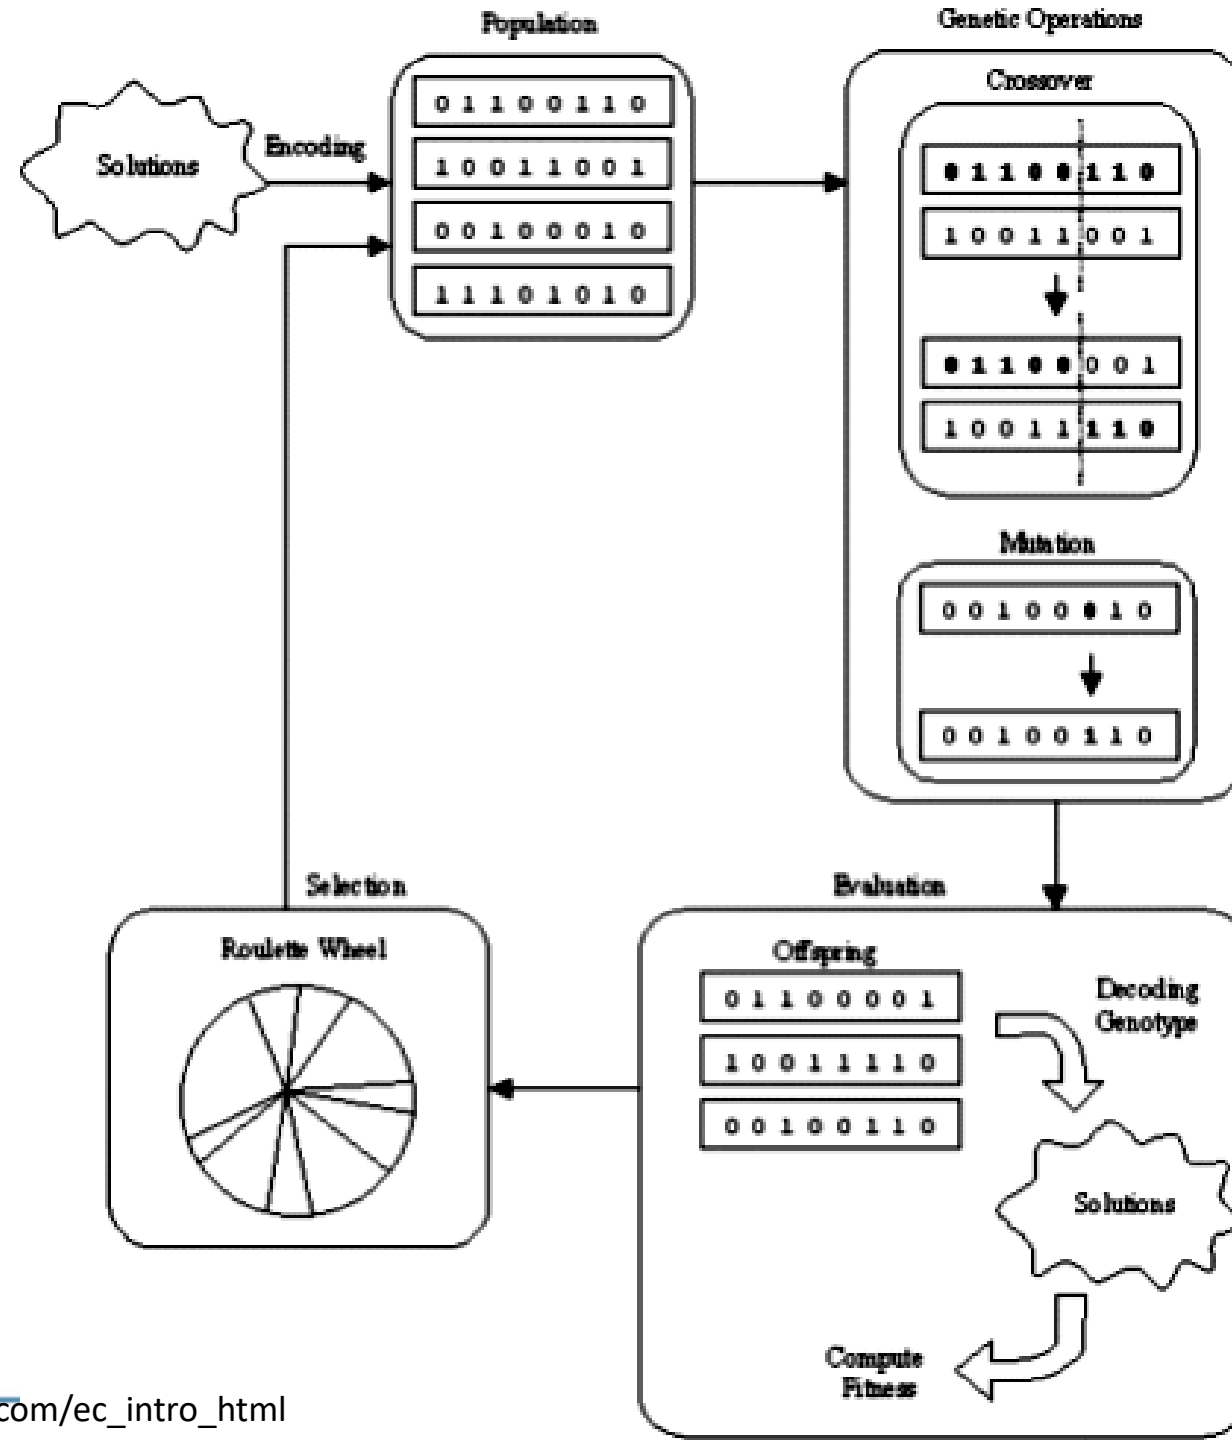 Population
0 1 1 0 0 1 1 0
1 0 0 1 1 0 0 1
0 0 1 0 0 0 1 0
1 1 1 0 1 0 1 0
Solutions
Encoding
Genetic Operations
Crossover
0 1 1 0 0 1 1 0
1 0 0 1 1 0 0 1
0 1 1 0 0 0 0 1
1 0 0 1 1 1 1 0
Mutation
0 0 1 0 0 0 1 0
0 0 1 0 0 1 1 0
Evaluation
Offspring
0 1 1 0 0 0 0 1
1 0 0 1 1 1 1 0
0 0 1 0 0 1 1 0
Decoding
Genotype
Solutions
Compute
Fitness
Selection
Roulette Wheel
com/ec_intro_html